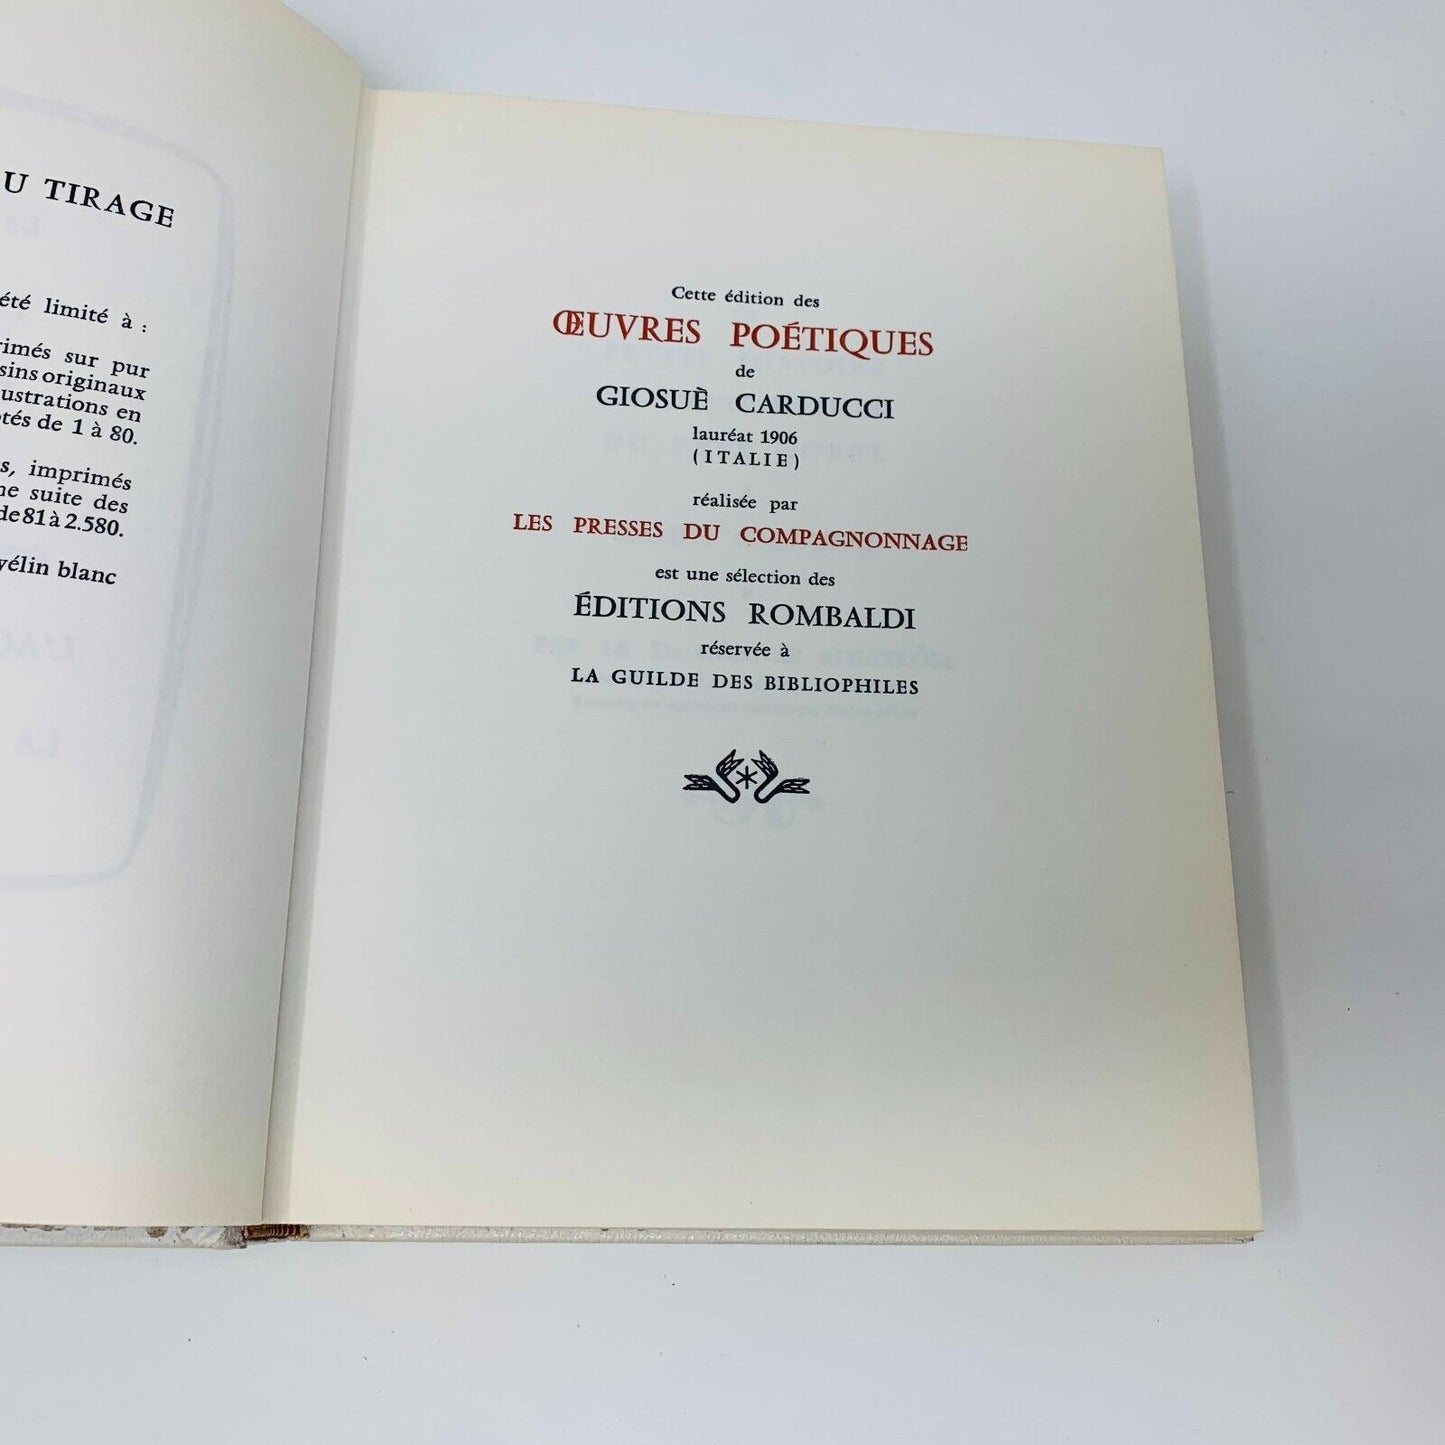 U TIRAGE
été limité à :
rimés sur pur
sins originaux
lustrations en
otés de 1 à 80.
s, imprimés
ne suite des
de 81 à 2.580.
vélin blanc
Cette édition des
ŒUVRES POÉTIQUES
de
GIOSUÈ CARDUCCI
lauréat 1906
(ITALIE)
réalisée par
LES PRESSES DU COMPAGNONNAGE
est une sélection des
ÉDITIONS ROMBALDI
réservée à
LA GUILDE DES BIBLIOPHILES